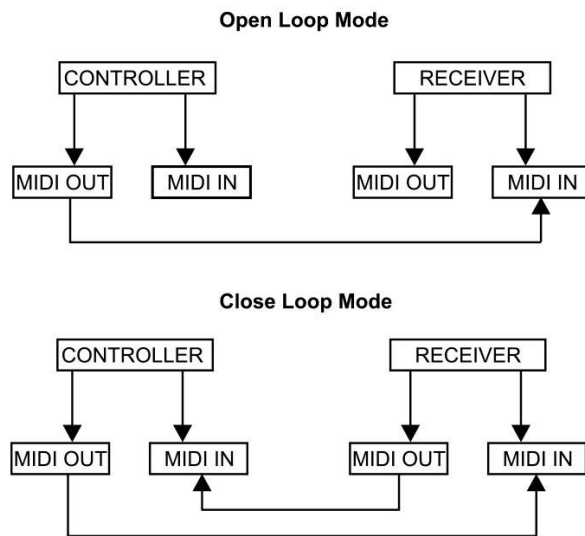 Open Loop Mode
CONTROLLER RECEIVER
MIDI OUT MIDI IN MIDI OUT MIDI IN
Close Loop Mode
CONTROLLER RECEIVER
MIDI OUT MIDI IN MIDI OUT MIDI IN